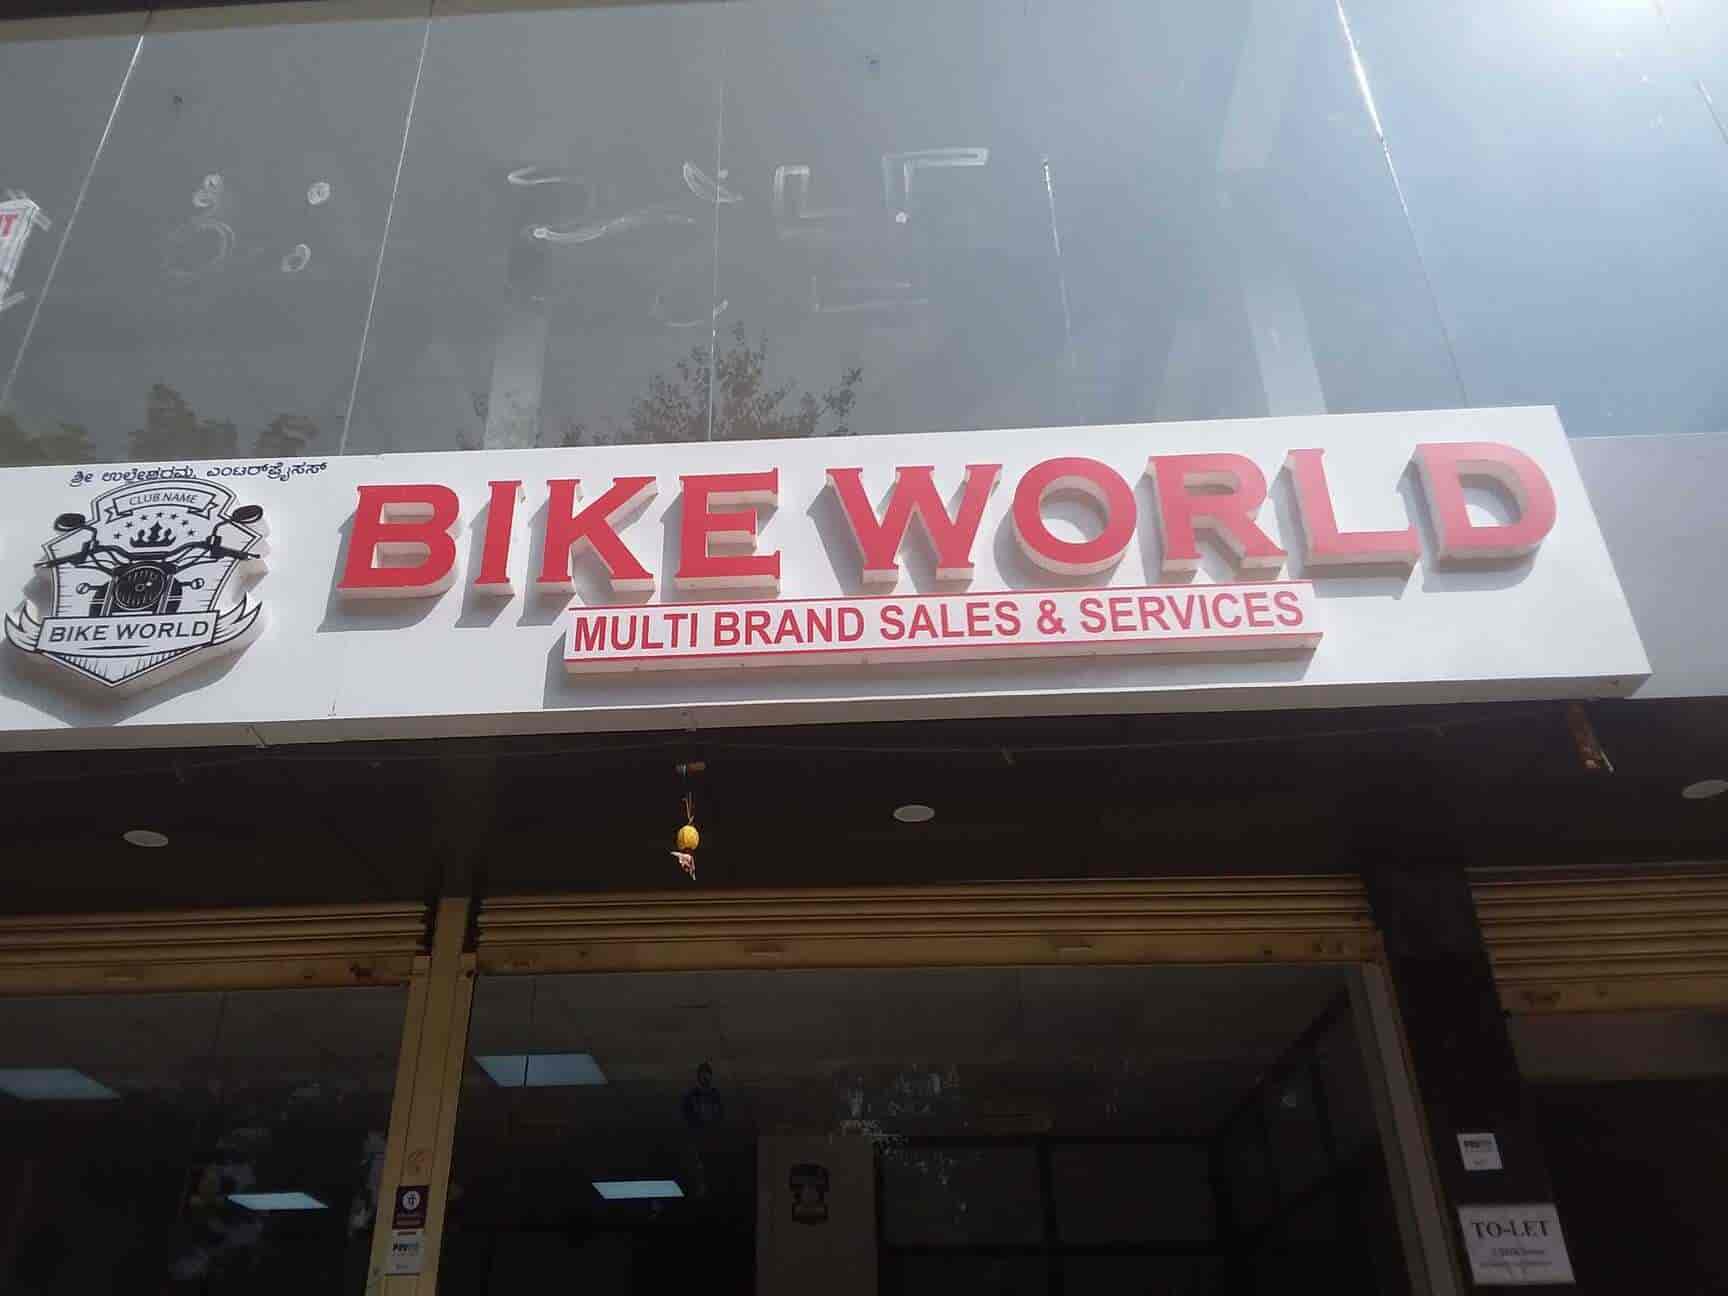 ಶ್ರೀ ಉಲ್ಲೇಶ್ವರಮ್ಮ ಎಂಟರ್‌ಪ್ರೈಸಸ್
CLUB NAME
BIKE WORLD
BIKE WORLD
MULTI BRAND SALES & SERVICES
TO-LET